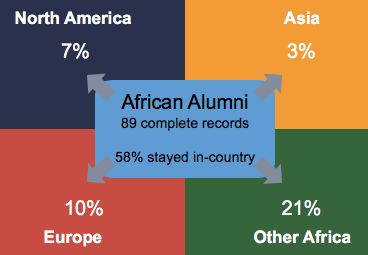 North America
7%
Asia
3%
African Alumni
89 complete records
58% stayed in-country
10%
Europe
21%
Other Africa